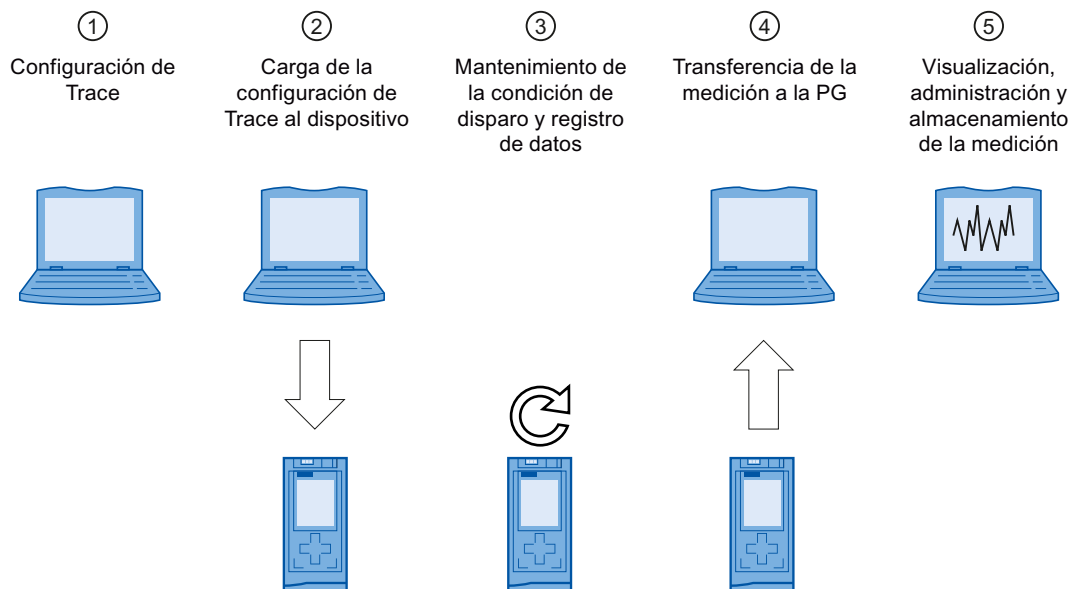 1
Configuración de
Trace
2
Carga de la
configuración de
Trace al dispositivo
3
Mantenimiento de
la condición de
disparo y registro
de datos
4
Transferencia de la
medición a la PG
5
Visualización,
administración y
almacenamiento
de la medición